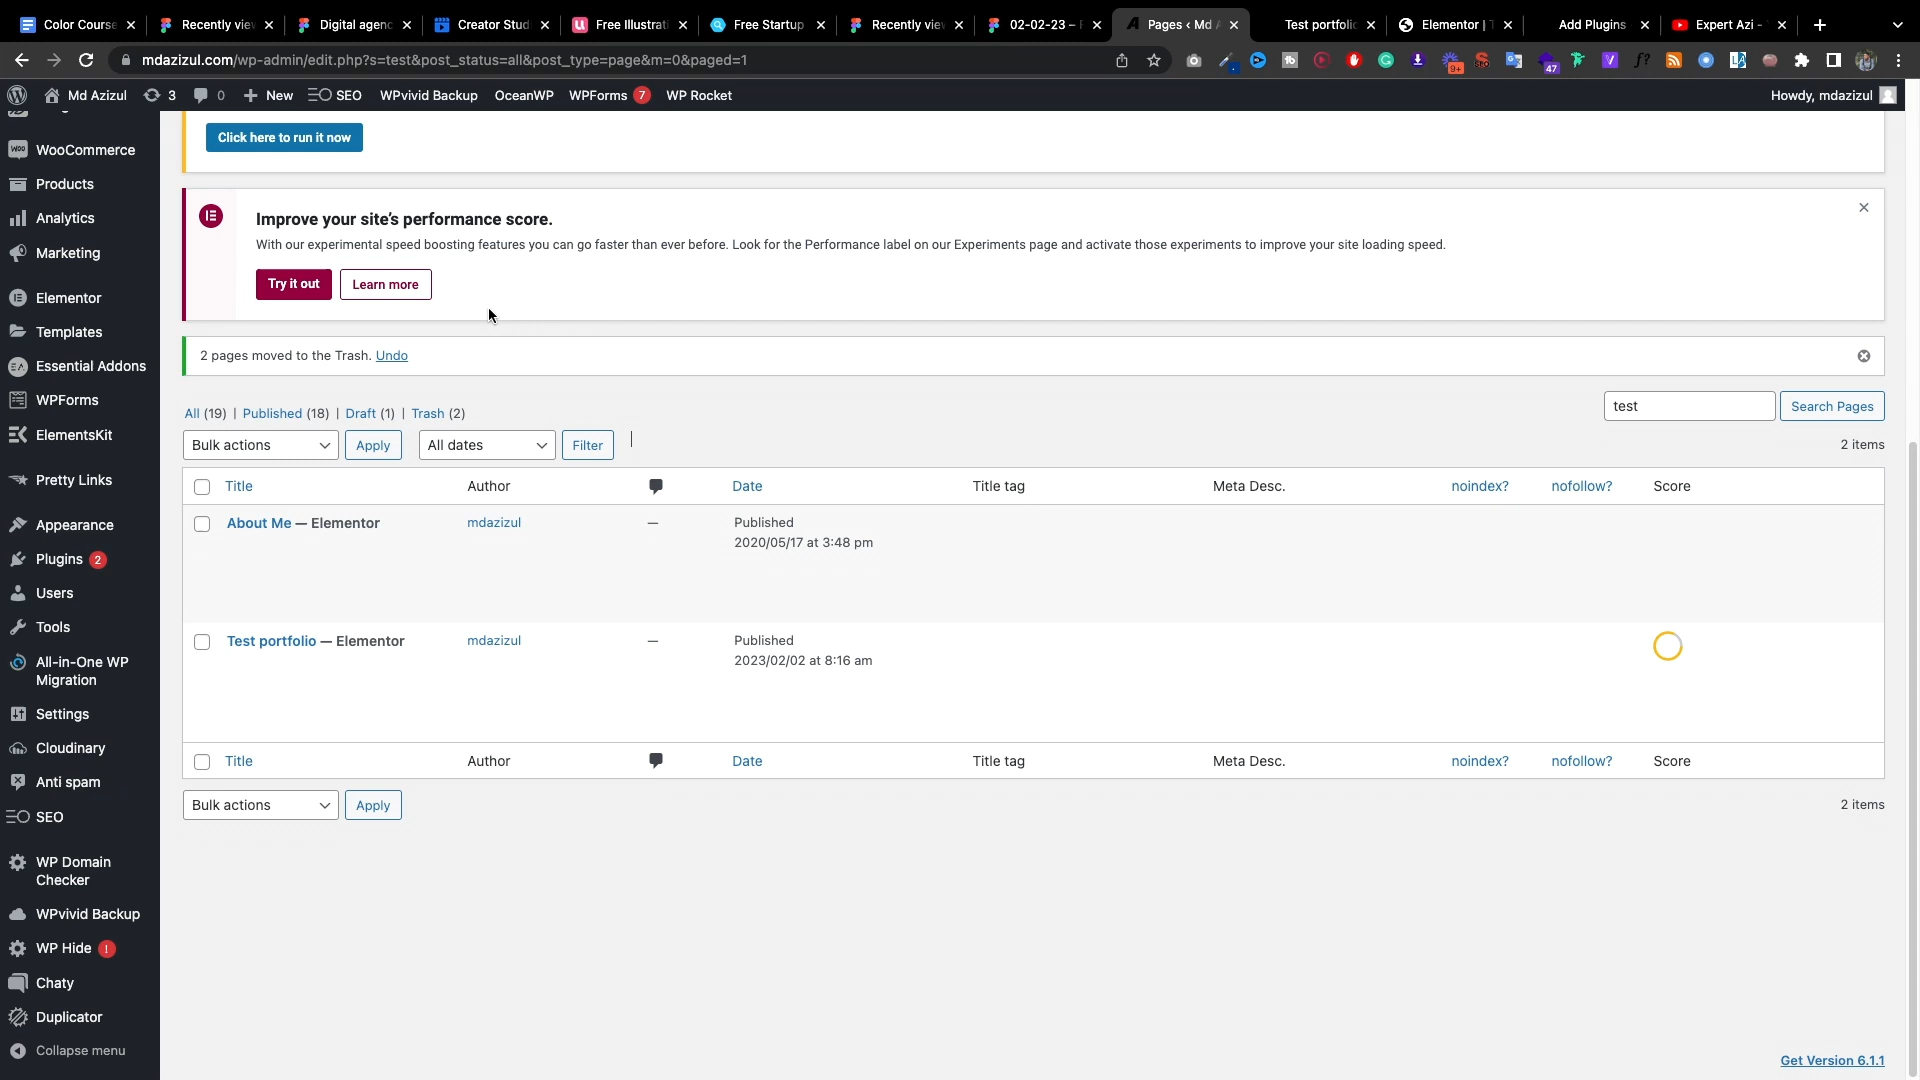 Color Course
Recently vie
Digital agenc
Creator Stud
Free Illustrati
Free Startup
Recently vie
02-02-23 – F
Pages ‹ Md A
Test portfolio
Elementor | T
Add Plugins
Expert Azi -
mdazizul.com/wp-admin/edit.php?s=test&post_status=all&post_type=page&m=0&paged=1
9+
47
Md Azizul
3
0
New
SEO
WPvivid Backup
OceanWP
WPForms 7
WP Rocket
Howdy, mdazizul
WooCommerce
Products
Analytics
Marketing
Elementor
Templates
Essential Addons
WPForms
ElementsKit
Pretty Links
Appearance
Plugins 2
Users
Tools
All-in-One WP
Migration
Settings
Cloudinary
Anti spam
SEO
WP Domain
Checker
WPvivid Backup
WP Hide !
Chaty
Duplicator
Collapse menu
Click here to run it now
Improve your site’s performance score.
With our experimental speed boosting features you can go faster than ever before. Look for the Performance label on our Experiments page and activate those experiments to improve your site loading speed.
Try it out
Learn more
2 pages moved to the Trash. Undo
All (19) | Published (18) | Draft (1) | Trash (2)
test
Search Pages
Bulk actions
Apply
All dates
Filter
2 items
Title
Author
Date
Title tag
Meta Desc.
noindex?
nofollow?
Score
About Me — Elementor
mdazizul
—
Published
2020/05/17 at 3:48 pm
Test portfolio — Elementor
mdazizul
—
Published
2023/02/02 at 8:16 am
Title
Author
Date
Title tag
Meta Desc.
noindex?
nofollow?
Score
Bulk actions
Apply
2 items
Get Version 6.1.1